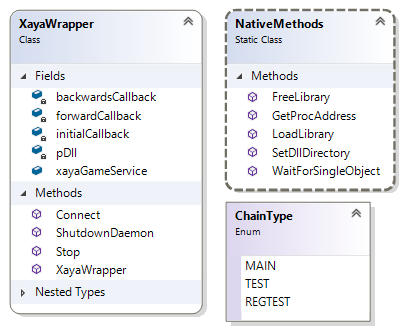 XayaWrapper
Class
Fields
backwardsCallback
forwardCallback
initialCallback
pDll
xayaGameService
Methods
Connect
ShutdownDaemon
Stop
XayaWrapper
Nested Types
NativeMethods
Static Class
Methods
FreeLibrary
GetProcAddress
LoadLibrary
SetDllDirectory
WaitForSingleObject
ChainType
Enum
MAIN
TEST
REGTEST